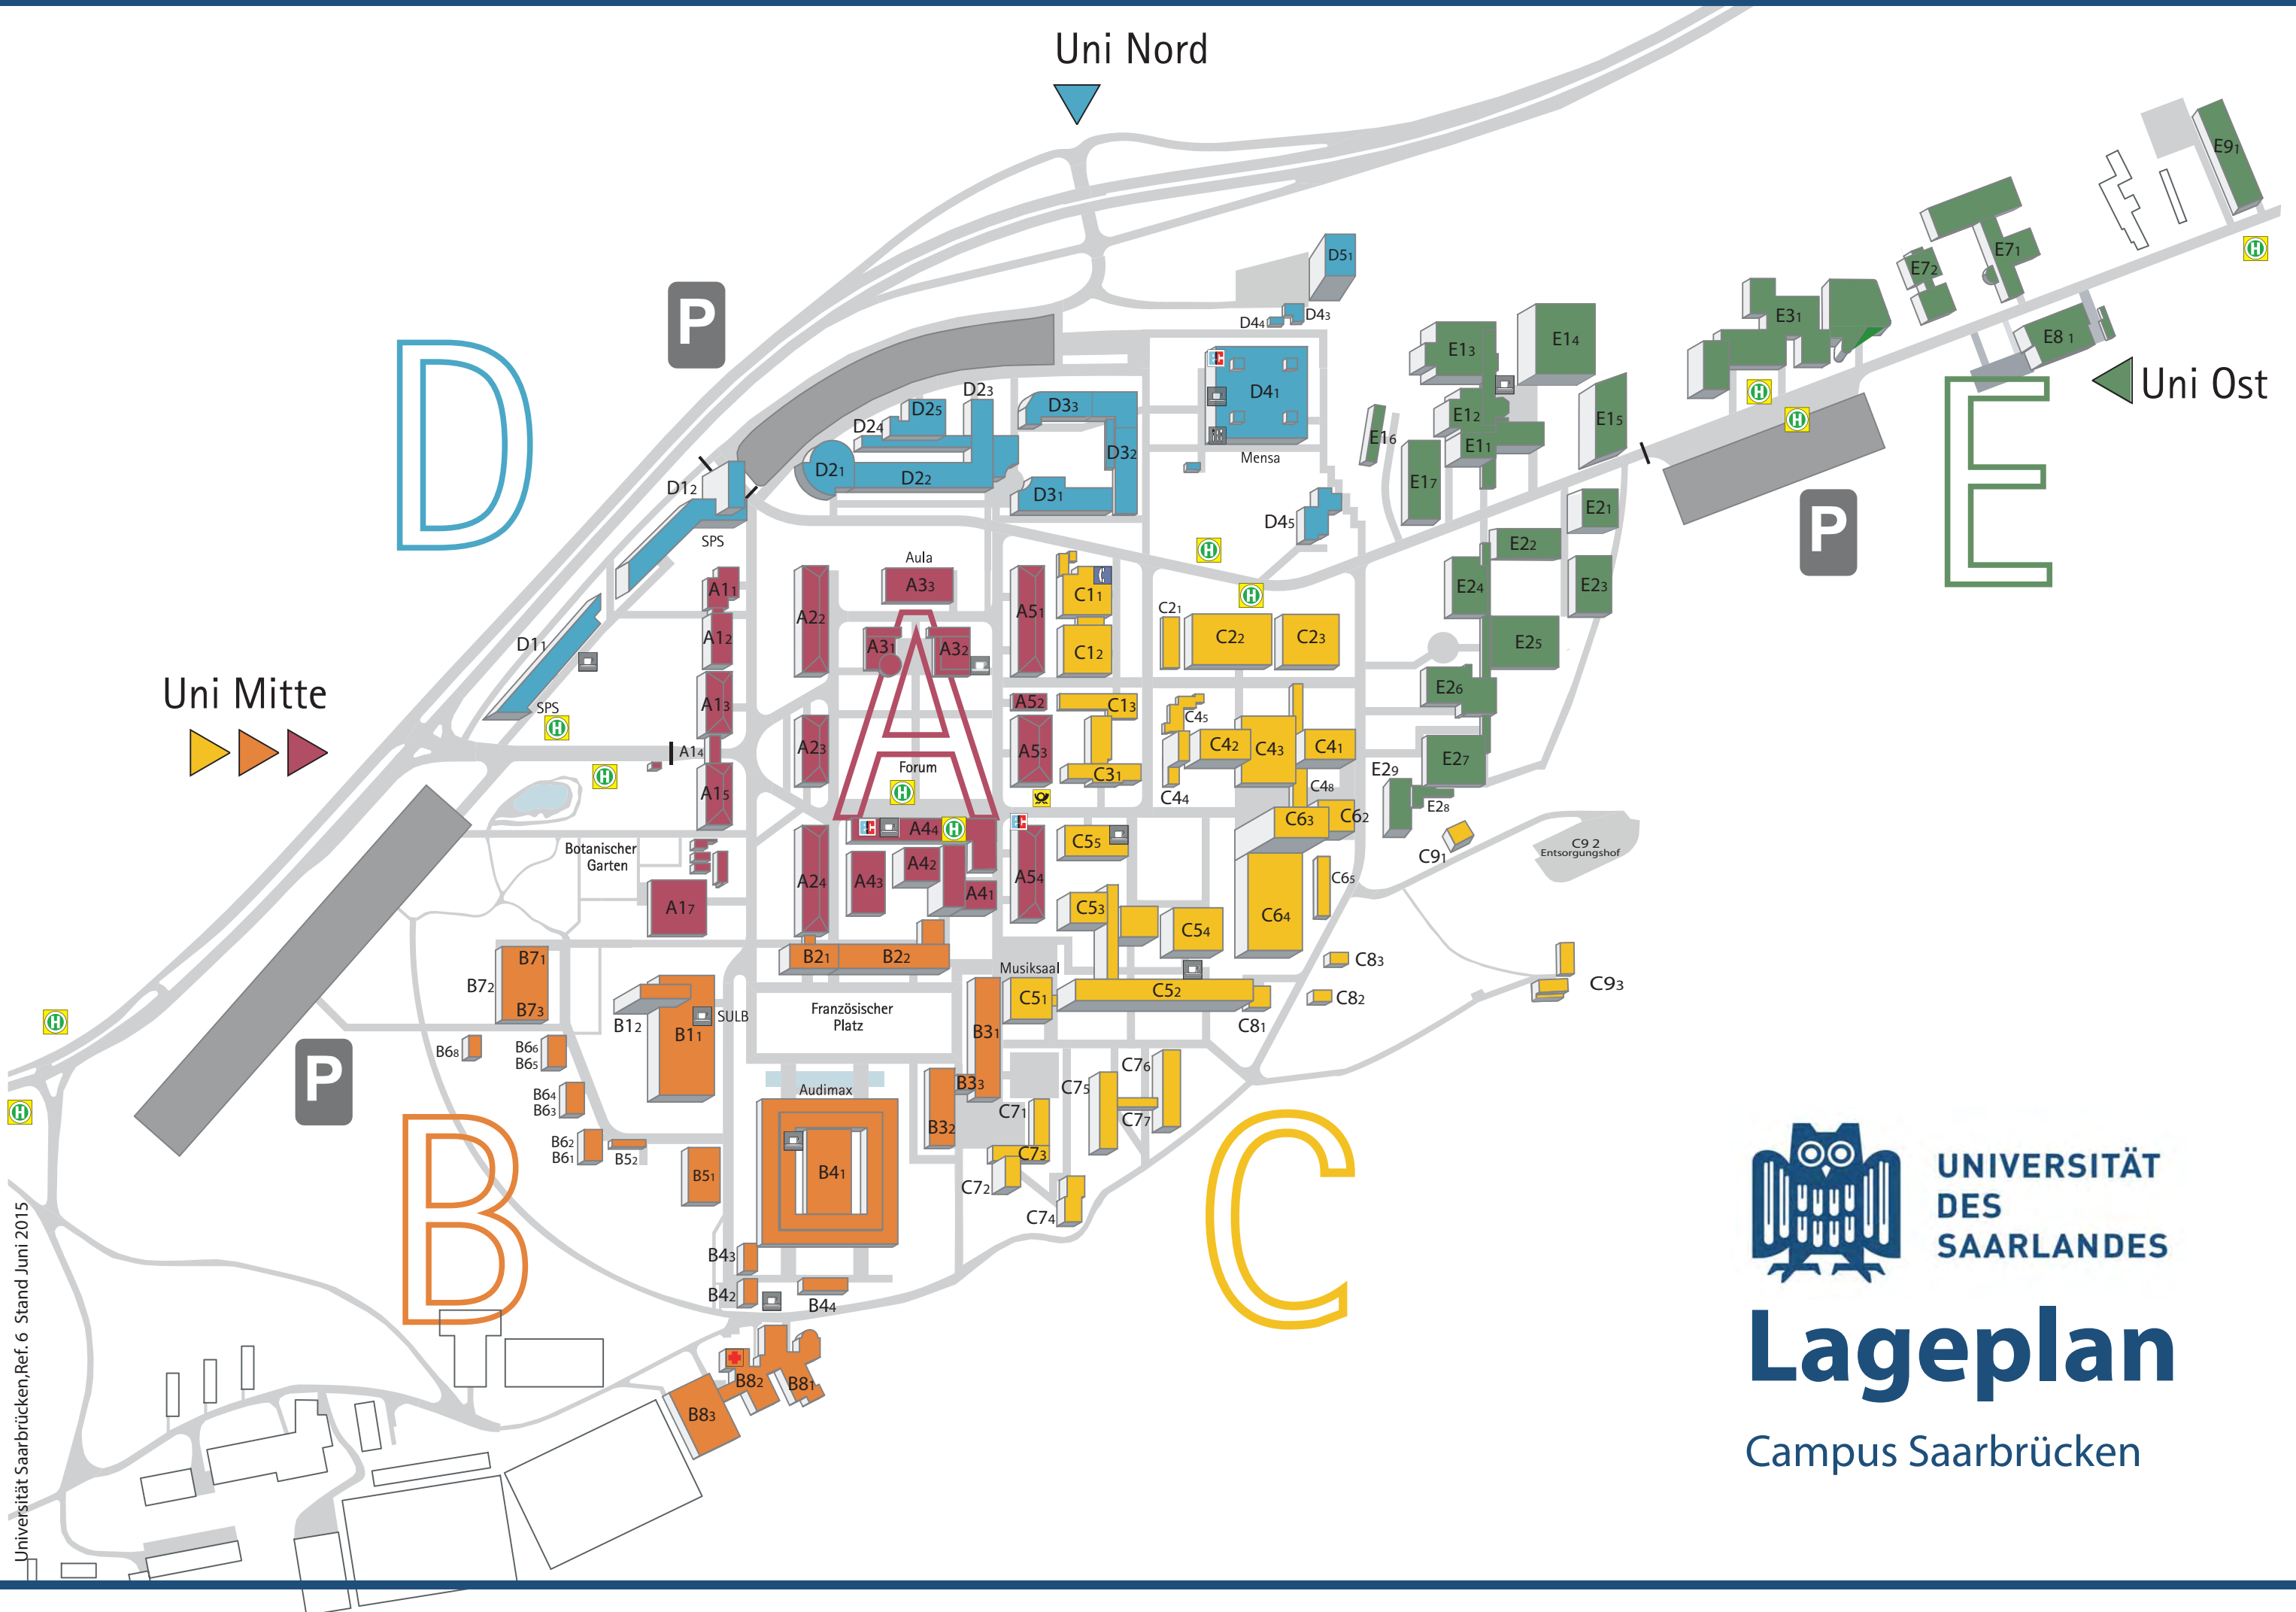 Uni Nord
E91
E71
E72
D51
D43
D44
E31
E81
P
Uni Ost
D
E
E13
E14
D41
D23
D25
D33
D24
E12
E15
E16
E11
D32
Mensa
D21
D22
D12
D31
E17
E21
D45
P
SPS
E22
Aula
A33
A11
C11
E24
E23
A22
A51
C21
A12
A31
A32
C12
C22
C23
E25
D11
Uni Mitte
SPS
A13
A52
C13
E26
C45
A14
A23
A53
C42
C43
C41
E27
Forum
C31
E29
A15
C44
C48
E28
A
A44
C63
C62
C55
Botanischer
Garten
A42
C91
C92
Entsorgungshof
A24
A43
A54
C65
A41
A17
C53
C64
C54
B71
B21
B22
Musiksaal
C83
B72
C52
C93
B73
C51
C82
Französischer
Platz
SULB
B12
B11
C81
B31
P
B68
B66
B65
C76
B33
C75
Audimax
B64
B63
C71
C77
B32
B62
B61
B52
C73
B51
B41
C72
C74
B
C
B43
B42
B44
B82
B81
B83
UNIVERSITÄT
DES
SAARLANDES
Lageplan
Campus Saarbrücken
Universität Saarbrücken,Ref. 6 Stand Juni 2015